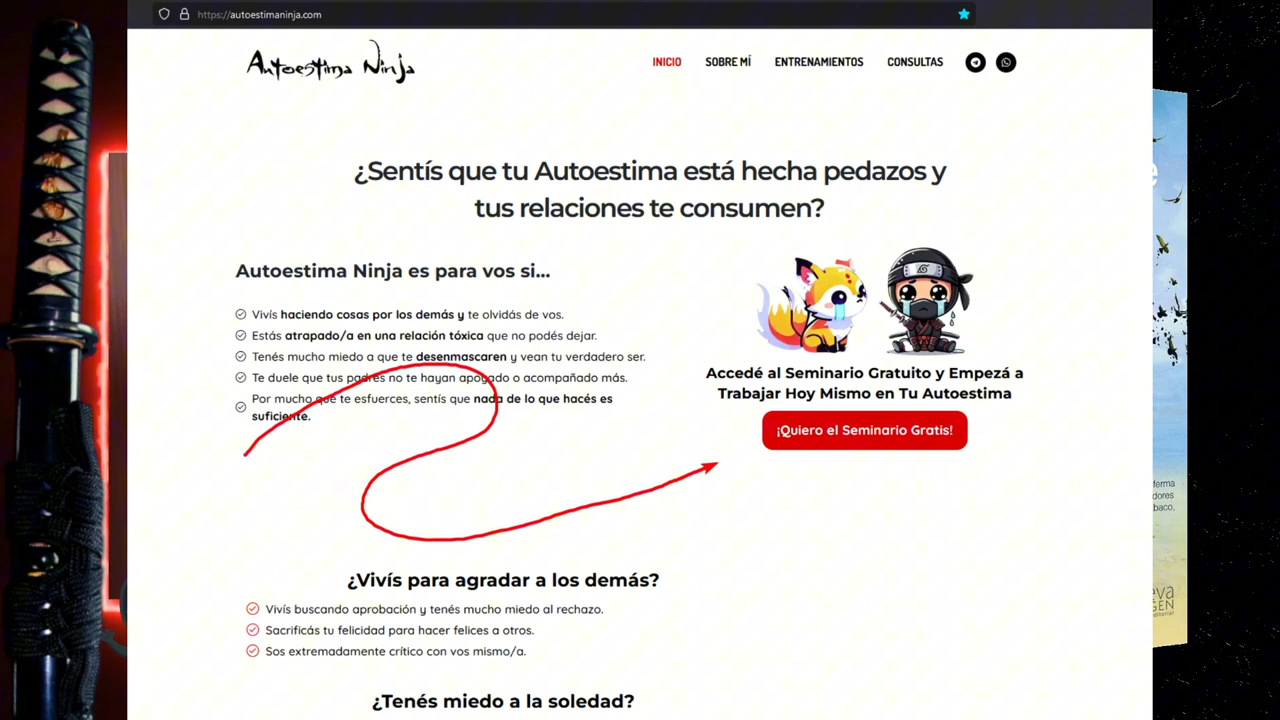 https://autoestimaninja.com
Autoestima Ninja
INICIO
SOBRE MÍ
ENTRENAMIENTOS
CONSULTAS
¿Sentís que tu Autoestima está hecha pedazos y
tus relaciones te consumen?
Autoestima Ninja es para vos si...
Vivís haciendo cosas por los demás y te olvidás de vos.
Estás atrapado/a en una relación tóxica que no podés dejar.
Tenés mucho miedo a que te desenmascaren y vean tu verdadero ser.
Te duele que tus padres no te hayan apoyado o acompañado más.
Por mucho que te esfuerces, sentís que nada de lo que hacés es
suficiente.
Accedé al Seminario Gratuito y Empezá a
Trabajar Hoy Mismo en Tu Autoestima
¡Quiero el Seminario Gratis!
¿Vivís para agradar a los demás?
Vivís buscando aprobación y tenés mucho miedo al rechazo.
Sacrificás tu felicidad para hacer felices a otros.
Sos extremadamente crítico con vos mismo/a.
¿Tenés miedo a la soledad?